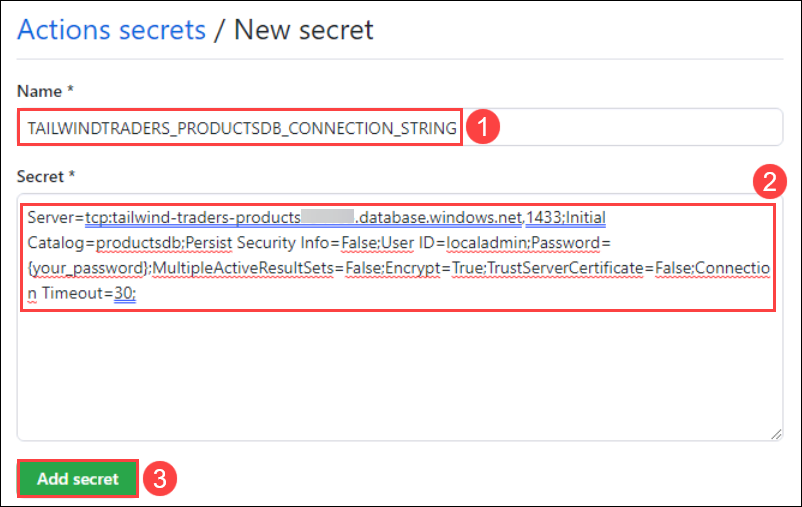 Actions secrets / New secret
Name *
TAILWINDTRADERS_PRODUCTSDB_CONNECTION_STRING
1
Secret *
2
Server=tcp:tailwind-traders-products .database.windows.net,1433;Initial
Catalog=productsdb;Persist Security Info=False;User ID=localadmin;Password=
{your_password};MultipleActiveResultSets=False;Encrypt=True;TrustServerCertificate=False;Connectio
n Timeout=30;
Add secret
3